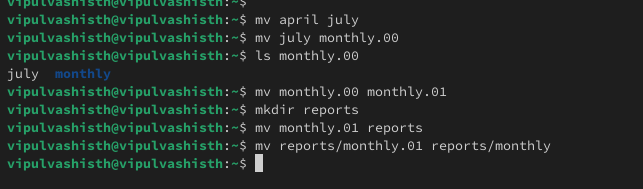 vipulvashisth@vipulvashisth:~$
vipulvashisth@vipulvashisth:~$ mv april july
vipulvashisth@vipulvashisth:~$ mv july monthly.00
vipulvashisth@vipulvashisth:~$ ls monthly.00
july  monthly
vipulvashisth@vipulvashisth:~$ mv monthly.00 monthly.01
vipulvashisth@vipulvashisth:~$ mkdir reports
vipulvashisth@vipulvashisth:~$ mv monthly.01 reports
vipulvashisth@vipulvashisth:~$ mv reports/monthly.01 reports/monthly
vipulvashisth@vipulvashisth:~$